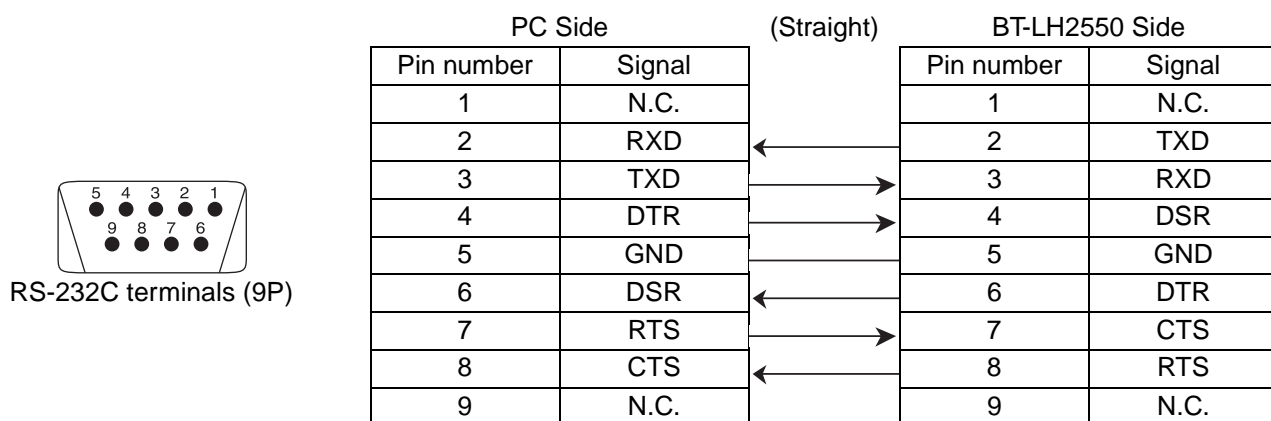 PC Side (Straight) BT-LH2550 Side
Pin number Signal Pin number Signal
1 N.C. 1 N.C.
2 RXD 2 TXD
3 TXD 3 RXD
4 DTR 4 DSR
5 GND 5 GND
6 DSR 6 DTR
7 RTS 7 CTS
8 CTS 8 RTS
9 N.C. 9 N.C.
5 4 3 2 1
9 8 7 6
RS-232C terminals (9P)